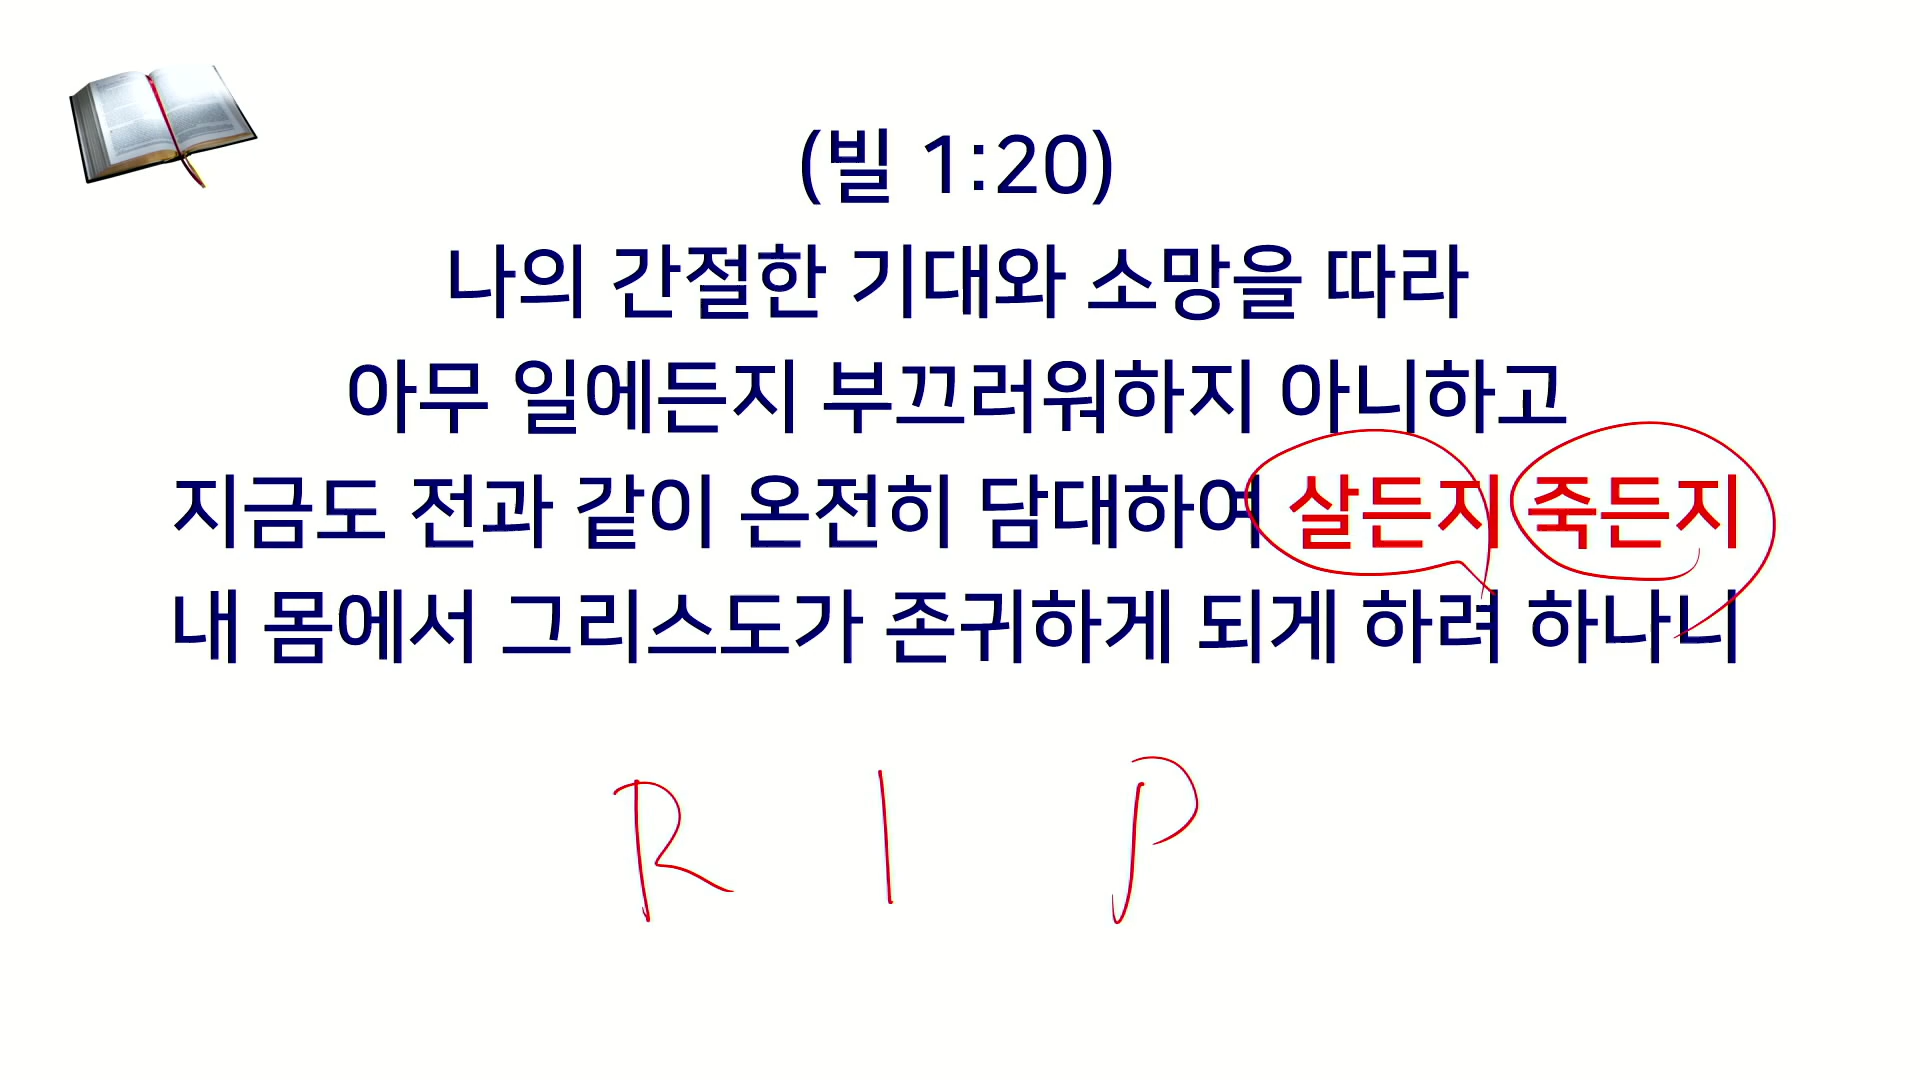 (빌 1:20)
나의 간절한 기대와 소망을 따라
아무 일에든지 부끄러워하지 아니하고
지금도 전과 같이 온전히 담대하여 살든지 죽든지
내 몸에서 그리스도가 존귀하게 되게 하려 하나니
R I P